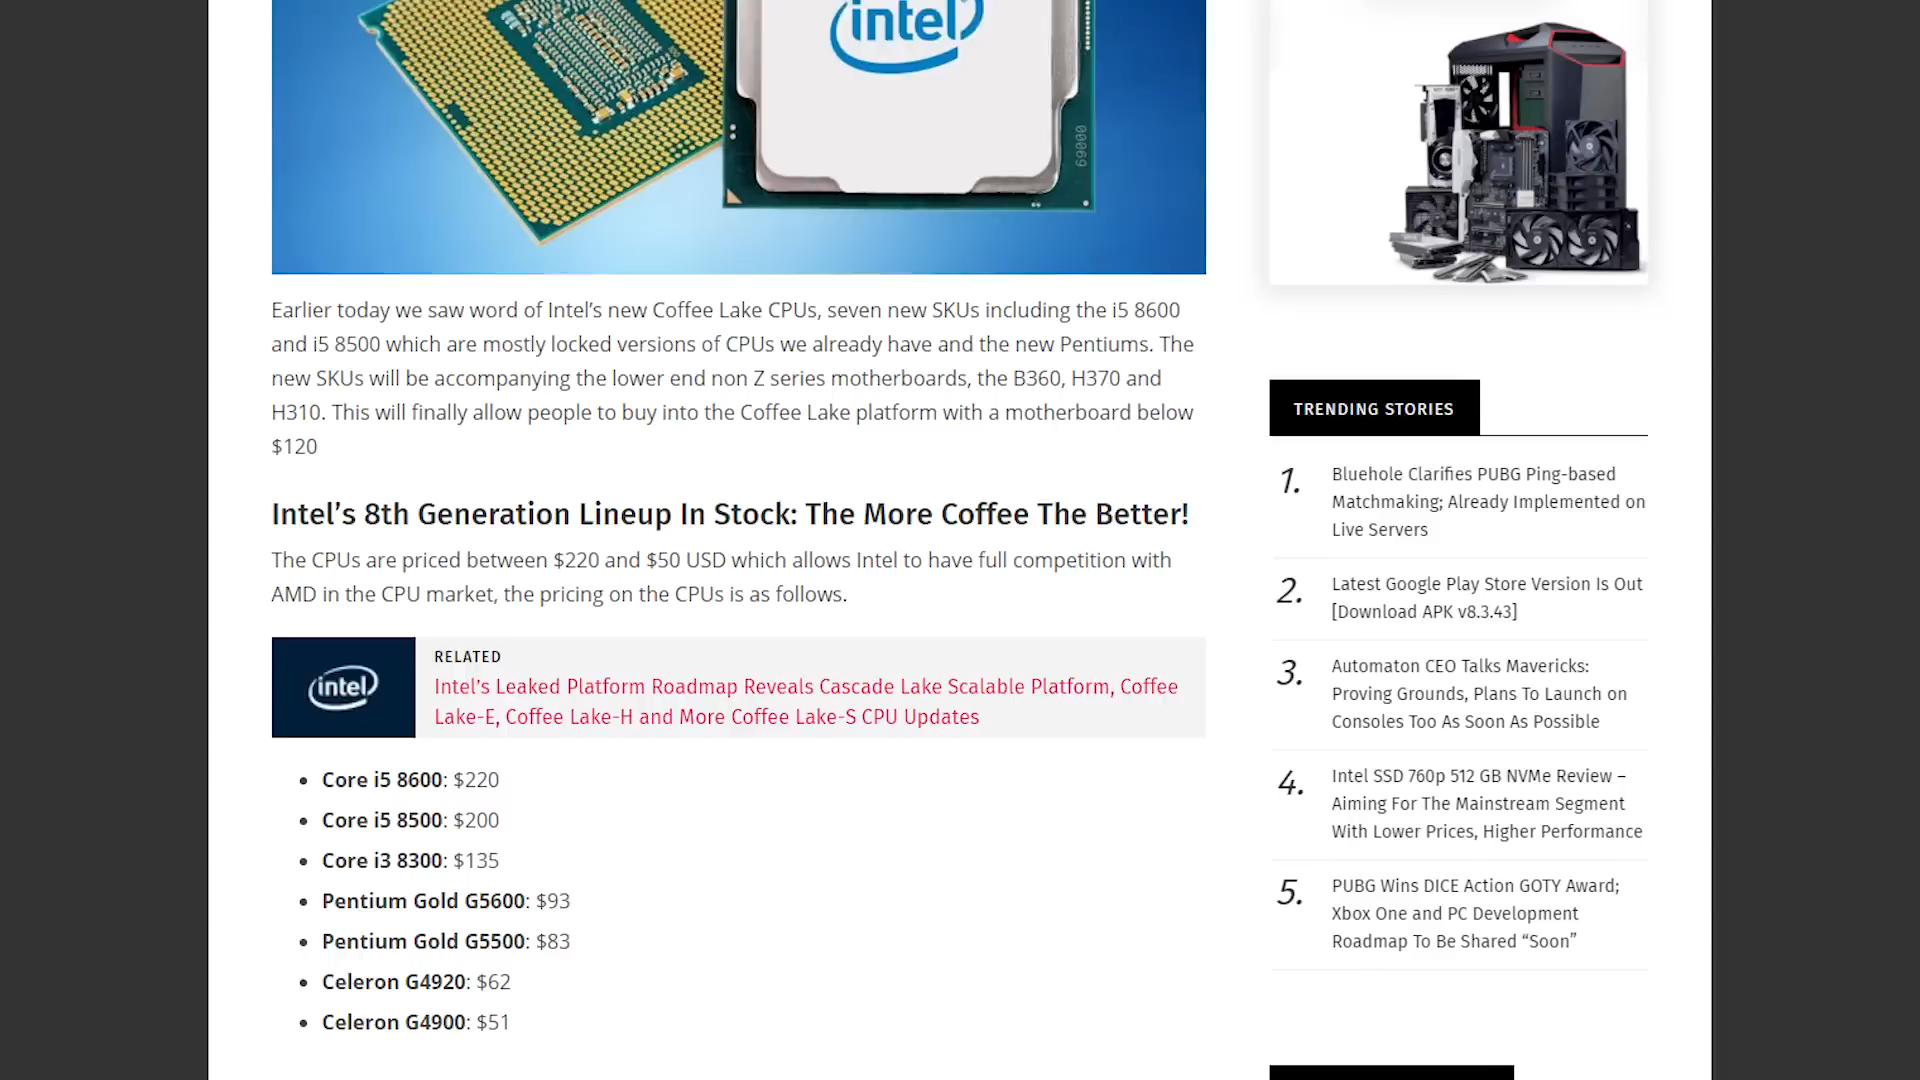 intel
69000
Earlier today we saw word of Intel’s new Coffee Lake CPUs, seven new SKUs including the i5 8600
and i5 8500 which are mostly locked versions of CPUs we already have and the new Pentiums. The
new SKUs will be accompanying the lower end non Z series motherboards, the B360, H370 and
H310. This will finally allow people to buy into the Coffee Lake platform with a motherboard below
$120
Intel’s 8th Generation Lineup In Stock: The More Coffee The Better!
The CPUs are priced between $220 and $50 USD which allows Intel to have full competition with
AMD in the CPU market, the pricing on the CPUs is as follows.
intel
RELATED
Intel’s Leaked Platform Roadmap Reveals Cascade Lake Scalable Platform, Coffee
Lake-E, Coffee Lake-H and More Coffee Lake-S CPU Updates
• Core i5 8600: $220
• Core i5 8500: $200
• Core i3 8300: $135
• Pentium Gold G5600: $93
• Pentium Gold G5500: $83
• Celeron G4920: $62
• Celeron G4900: $51
TRENDING STORIES
1. Bluehole Clarifies PUBG Ping-based
Matchmaking; Already Implemented on
Live Servers
2. Latest Google Play Store Version Is Out
[Download APK v8.3.43]
3. Automaton CEO Talks Mavericks:
Proving Grounds, Plans To Launch on
Consoles Too As Soon As Possible
4. Intel SSD 760p 512 GB NVMe Review –
Aiming For The Mainstream Segment
With Lower Prices, Higher Performance
5. PUBG Wins DICE Action GOTY Award;
Xbox One and PC Development
Roadmap To Be Shared “Soon”